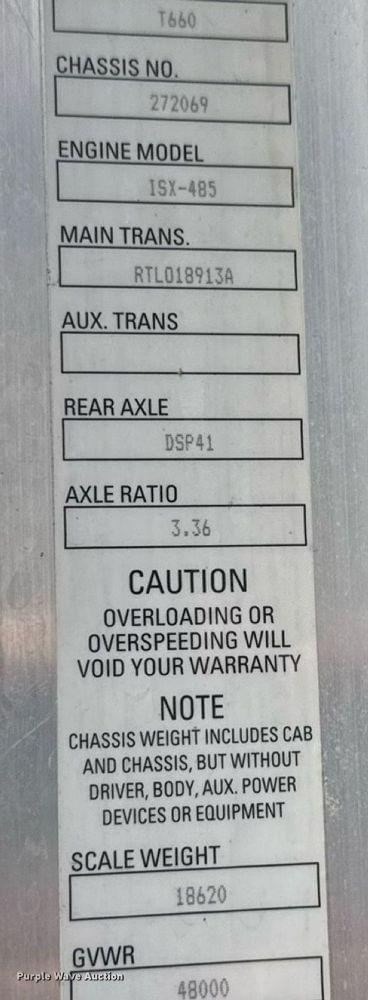 T660
CHASSIS NO.
272069
ENGINE MODEL
ISX-485
MAIN TRANS.
RTLO18913A
AUX. TRANS
REAR AXLE
DSP41
AXLE RATIO
3.36
CAUTION
OVERLOADING OR
OVERSPEEDING WILL
VOID YOUR WARRANTY
NOTE
CHASSIS WEIGHT INCLUDES CAB
AND CHASSIS, BUT WITHOUT
DRIVER, BODY, AUX. POWER
DEVICES OR EQUIPMENT
SCALE WEIGHT
18620
GVWR
48000
Purple Wave Auction